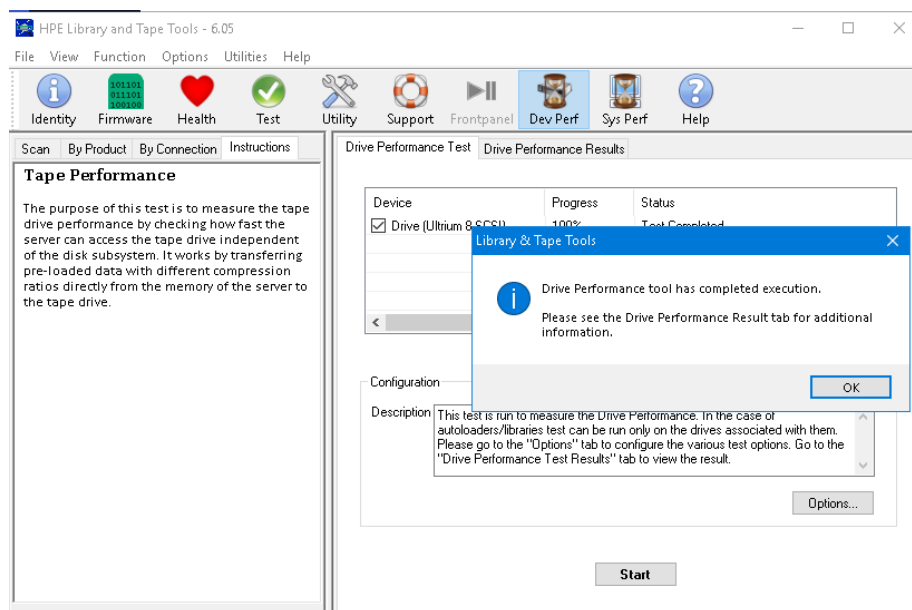 HPE Library and Tape Tools - 6.05
File View Function Options Utilities Help
101101
011101
100100
Identity Firmware Health Test Utility Support Frontpanel Dev Perf Sys Perf Help
Scan By Product By Connection Instructions
Tape Performance
The purpose of this test is to measure the tape
drive performance by checking how fast the
server can access the tape drive independent
of the disk subsystem. It works by transferring
pre-loaded data with different compression
ratios directly from the memory of the server to
the tape drive.
Drive Performance Test Drive Performance Results
Device Progress Status
Drive (Ultrium 8 SCSI) 100% Test Completed
Library & Tape Tools
Drive Performance tool has completed execution.
Please see the Drive Performance Result tab for additional
information.
OK
Configuration
Description
This test is run to measure the Drive Performance. In the case of
autoloaders/libraries test can be run only on the drives associated with them.
Please go to the "Options" tab to configure the various test options. Go to the
"Drive Performance Test Results" tab to view the result.
Options...
Start